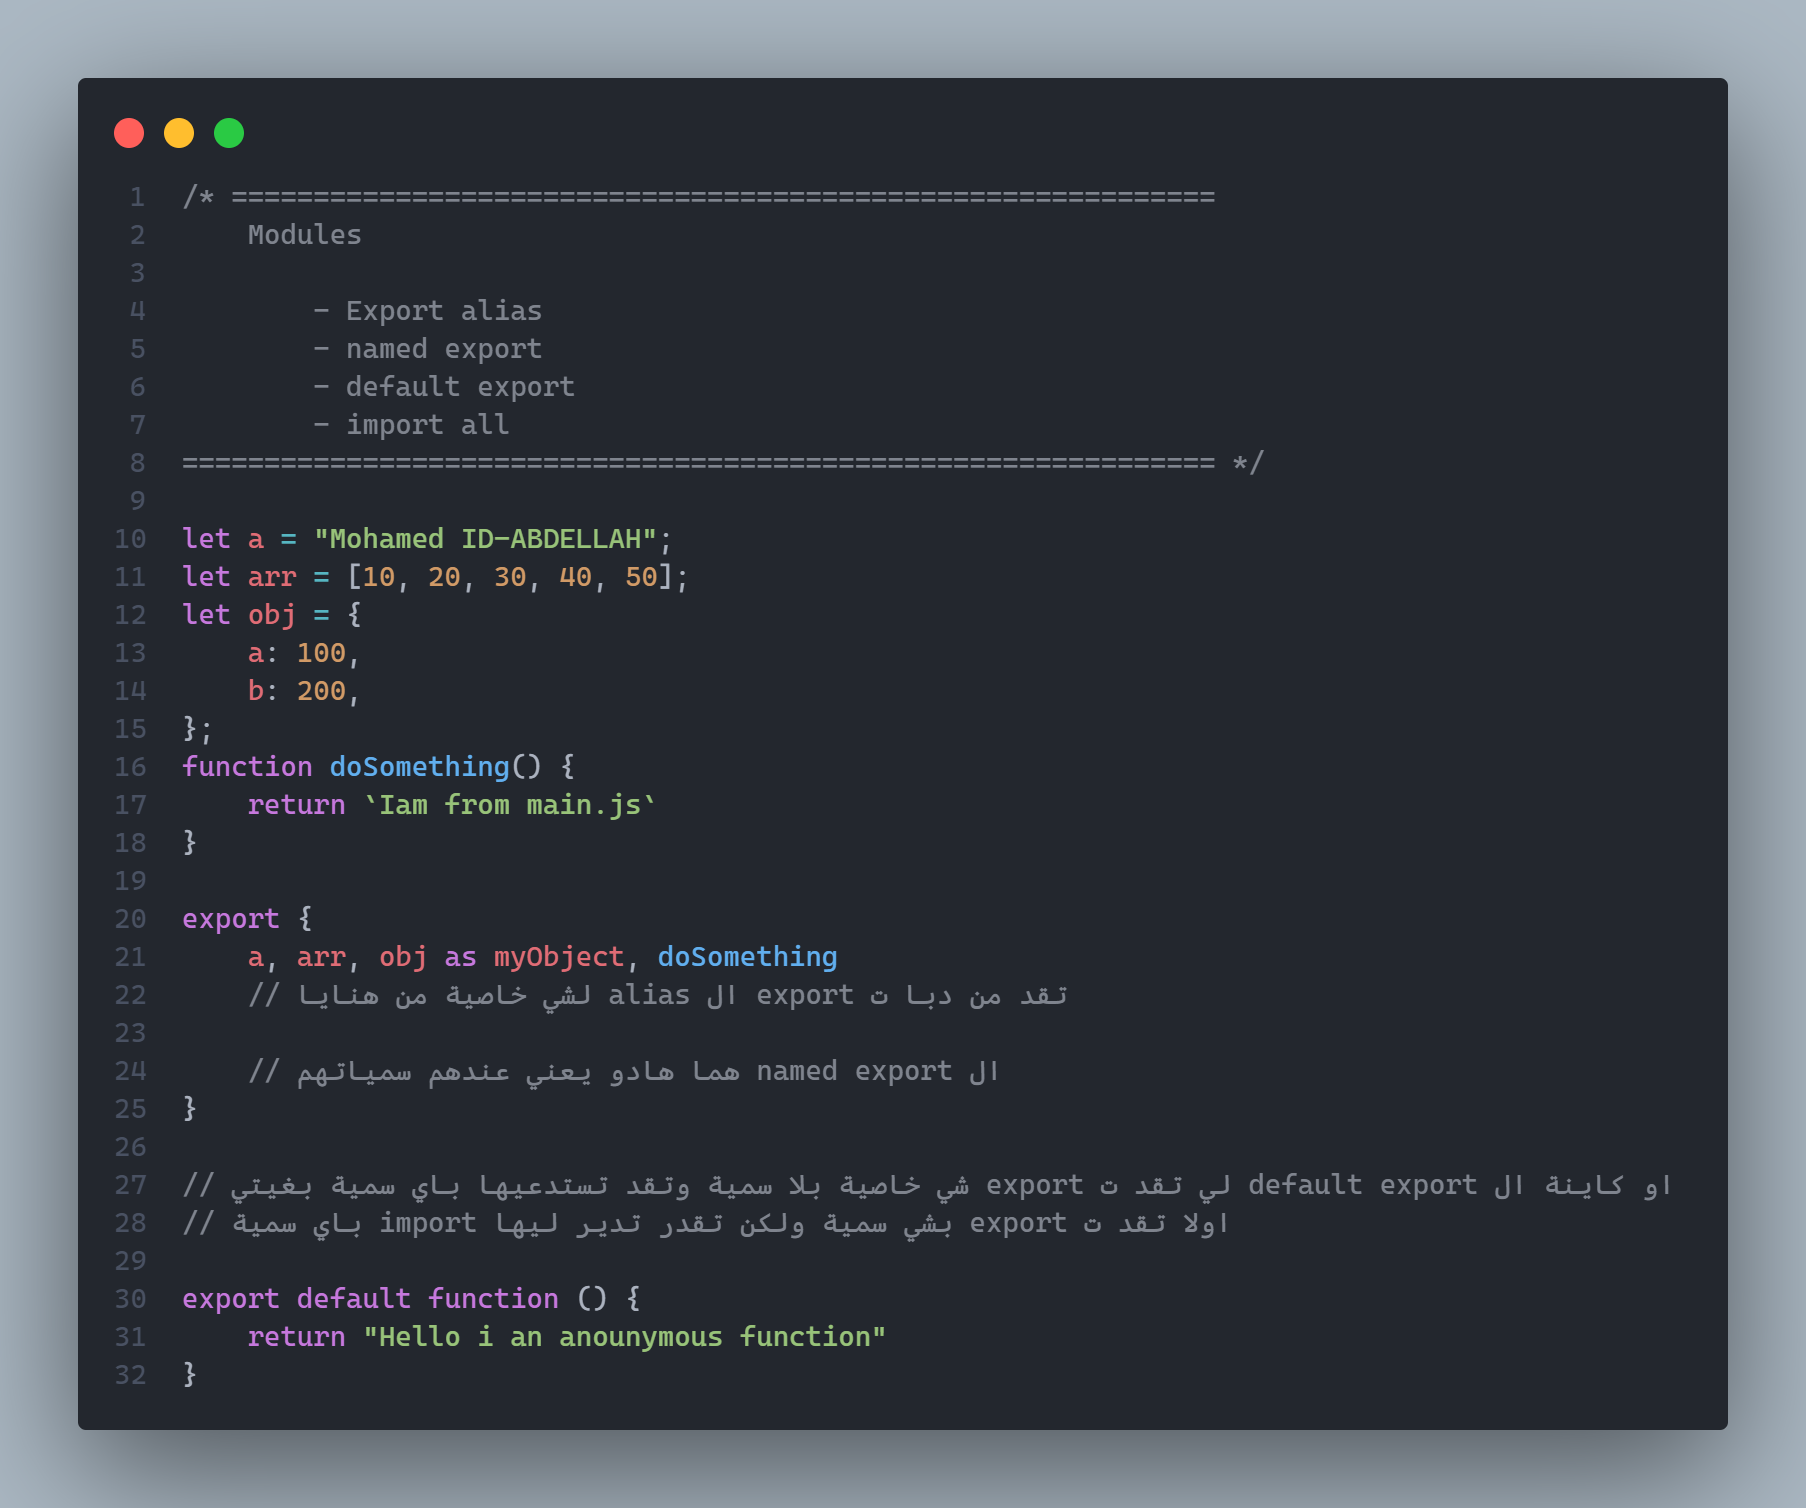 1 /* ============================================================
2     Modules
3
4         - Export alias
5         - named export
6         - default export
7         - import all
8 =============================================================== */
9
10 let a = "Mohamed ID-ABDELLAH";
11 let arr = [10, 20, 30, 40, 50];
12 let obj = {
13     a: 100,
14     b: 200,
15 };
16 function doSomething() {
17     return `Iam from main.js`
18 }
19
20 export {
21     a, arr, obj as myObject, doSomething
22     // تقد من دبا ت export ال alias لشي خاصية من هنايا
23
24     // ال named export هما هادو يعني عندهم سمياتهم
25 }
26
27 // او كاينة ال default export لي تقد ت export شي خاصية بلا سمية وتقد تستدعيها باي سمية بغيتي
28 // اولا تقد ت export بشي سمية ولكن تقدر تدير ليها import باي سمية
29
30 export default function () {
31     return "Hello i an anounymous function"
32 }